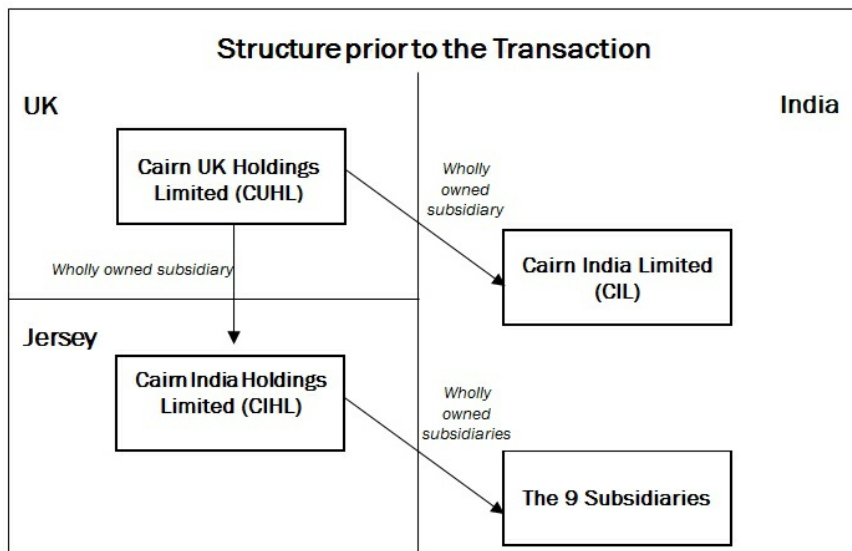 Structure prior to the Transaction
UK
India
Cairn UK Holdings
Limited (CUHL)
Wholly
owned
subsidiary
Wholly owned subsidiary
Cairn India Limited
(CIL)
Jersey
Cairn India Holdings
Limited (CIHL)
Wholly
owned
subsidiaries
The 9 Subsidiaries